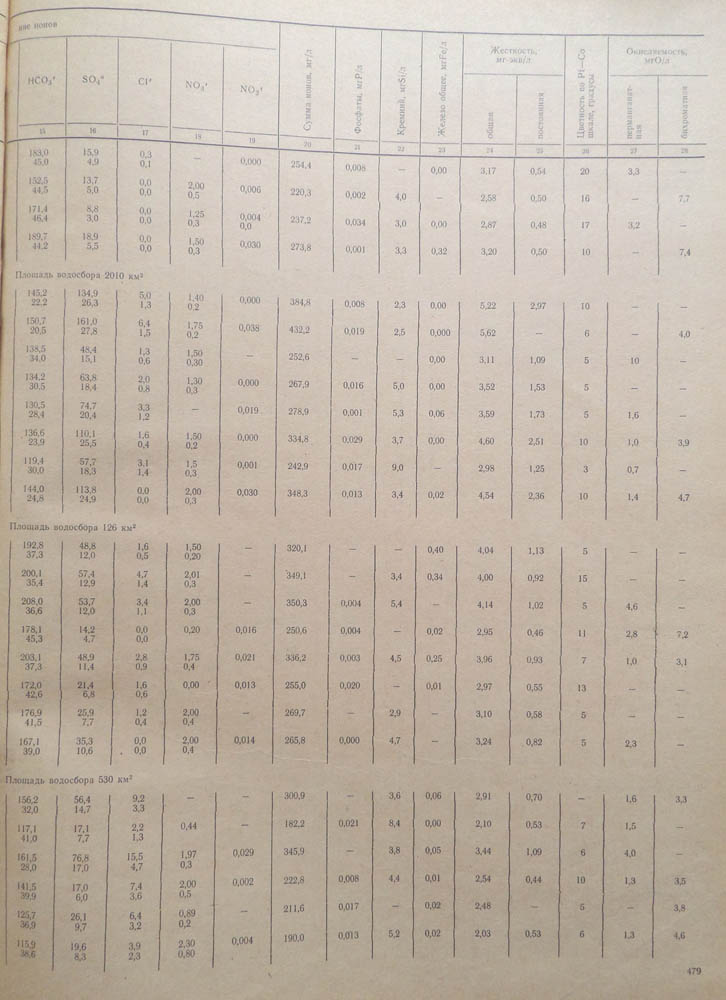 вие ионов
HCO₃′ SO₄″ Cl′ NO₃′ NO₂′ Сумма ионов, мг/л Фосфаты, мгР/л Кремний, мгSi/л Железо общее, мгFe/л Жесткость, мг-экв/л Цветность по Pt—Co шкале, градусы Окисляемость, мгО/л
общая постоянная перманганатная бихроматная
15 16 17 18 19 20 21 22 23 24 25 26 27 28
183,0 15,9 0,3 — 0,000 254,4 0,008 — 0,00 3,17 0,54 20 3,3 —
45,0 4,9 0,1
152,5 13,7 0,0 2,00 0,006 220,3 0,002 4,0 — 2,58 0,50 16 — 7,7
44,5 5,0 0,0 0,5
171,4 8,8 0,0 1,25 0,004 237,2 0,034 3,0 0,00 2,87 0,48 17 3,2 —
46,4 3,0 0,0 0,3 0,0
189,7 18,9 0,0 1,50 0,030 273,8 0,001 3,3 0,32 3,20 0,50 10 — 7,4
44,2 5,5 0,0 0,3
Площадь водосбора 2010 км²
145,2 134,9 5,0 1,40 0,000 384,8 0,008 2,3 0,00 5,22 2,97 10 — —
22,2 26,3 1,3 0,2
150,7 161,0 6,4 1,75 0,038 432,2 0,019 2,5 0,000 5,62 — 6 — 4,0
20,5 27,8 1,5 0,2
138,5 48,4 1,3 1,50 — 252,6 — — 0,00 3,11 1,09 5 10 —
34,0 15,1 0,6 0,30
134,2 63,8 2,0 1,30 0,000 267,9 0,016 5,0 0,00 3,52 1,53 5 — —
30,5 18,4 0,8 0,3
130,5 74,7 3,3 — 0,019 278,9 0,001 5,3 0,06 3,59 1,73 5 1,6 —
28,4 20,4 1,2
136,6 110,1 1,6 1,50 0,000 334,8 0,029 3,7 0,00 4,60 2,51 10 1,0 3,9
23,9 25,5 0,4 0,2
119,4 57,7 3,1 1,5 0,001 242,9 0,017 9,0 — 2,98 1,25 3 0,7 —
30,0 18,3 1,4 0,3
144,0 113,8 0,0 2,00 0,030 348,3 0,013 3,4 0,02 4,54 2,36 10 1,4 4,7
24,8 24,9 0,0 0,3
Площадь водосбора 126 км²
192,8 48,8 1,6 1,50 — 320,1 — — 0,40 4,04 1,13 5 — —
37,3 12,0 0,5 0,20
200,1 57,4 4,7 2,01 — 349,1 — 3,4 0,34 4,00 0,92 15 — —
35,4 12,9 1,4 0,3
208,0 53,7 3,4 2,00 — 350,3 0,004 5,4 — 4,14 1,02 5 4,6 —
36,6 12,0 1,1 0,3
178,1 14,2 0,0 0,20 0,016 250,6 0,004 — 0,02 2,95 0,46 11 2,8 7,2
45,3 4,7 0,0
203,1 48,9 2,8 1,75 0,021 336,2 0,003 4,5 0,25 3,96 0,93 7 1,0 3,1
37,3 11,4 0,9 0,4
172,0 21,4 1,6 0,00 0,013 255,0 0,020 — 0,01 2,97 0,55 13 — —
42,6 6,8 0,6
176,9 25,9 1,2 2,00 — 269,7 — 2,9 — 3,10 0,58 5 — —
41,5 7,7 0,4 0,4
167,1 35,3 0,0 2,00 0,014 265,8 0,000 4,7 — 3,24 0,82 5 2,3 —
39,0 10,6 0,0 0,4
Площадь водосбора 530 км²
156,2 56,4 9,2 — — 300,9 — 3,6 0,06 2,91 0,70 — 1,6 3,3
32,0 14,7 3,3
117,1 17,1 2,2 0,44 — 182,2 0,021 8,4 0,00 2,10 0,53 7 1,5 —
41,0 7,7 1,3
161,5 76,8 15,5 1,97 0,029 345,9 — 3,8 0,05 3,44 1,09 6 4,0 —
28,0 17,0 4,7 0,3
141,5 17,0 7,4 2,00 0,002 222,8 0,008 4,4 0,01 2,54 0,44 10 1,3 3,5
39,9 6,0 3,6 0,5
125,7 26,1 6,4 0,89 — 211,6 0,017 — 0,02 2,48 — 5 — 3,8
36,9 9,7 3,2 0,2
115,9 19,6 3,9 2,30 0,004 190,0 0,013 5,2 0,02 2,03 0,53 6 1,3 4,6
38,6 8,3 2,3 0,80
479